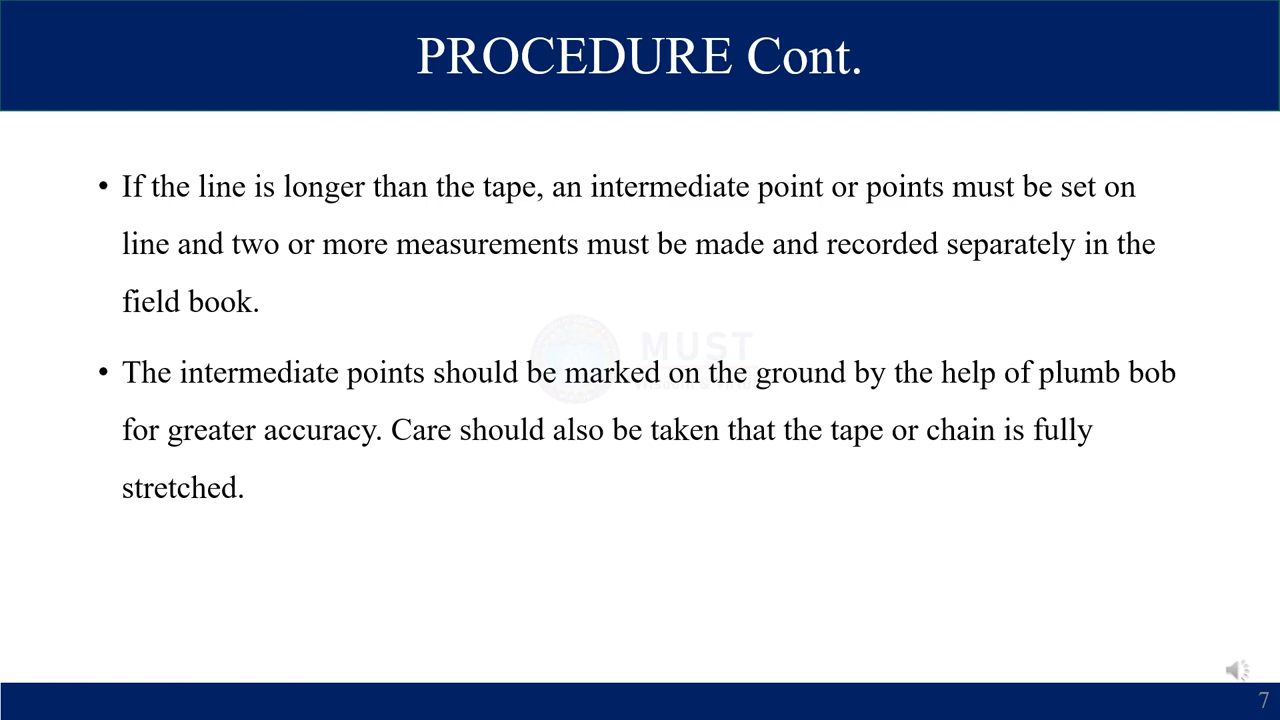 PROCEDURE Cont.
• If the line is longer than the tape, an intermediate point or points must be set on
line and two or more measurements must be made and recorded separately in the
field book.
MUST
• The intermediate points should be marked on the ground by the help of plumb bob
for greater accuracy. Care should also be taken that the tape or chain is fully
stretched.
7